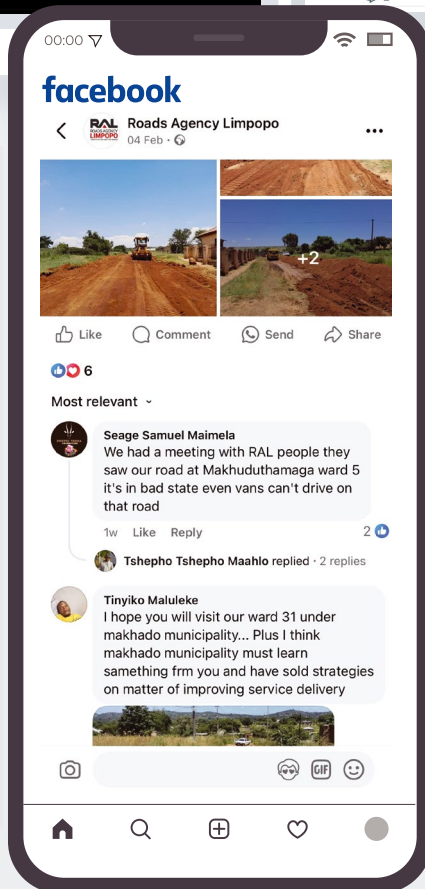 00:00
facebook
RAL
ROADS AGENCY
LIMPOPO
Roads Agency Limpopo
04 Feb ·
+2
Like Comment Send Share
6
Most relevant
Seage Samuel Maimela
We had a meeting with RAL people they
saw our road at Makhuduthamaga ward 5
it's in bad state even vans can't drive on
that road
1w Like Reply 2
Tshepho Tshepho Maahlo replied · 2 replies
Tinyiko Maluleke
I hope you will visit our ward 31 under
makhado municipality... Plus I think
makhado municipality must learn
samething frm you and have sold strategies
on matter of improving service delivery
GIF